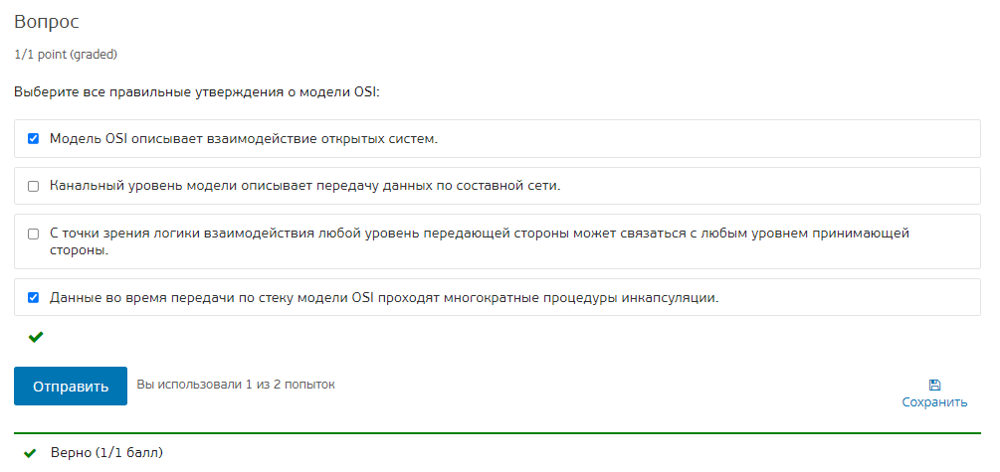 Вопрос
1/1 point (graded)
Выберите все правильные утверждения о модели OSI:
Модель OSI описывает взаимодействие открытых систем.
Канальный уровень модели описывает передачу данных по составной сети.
С точки зрения логики взаимодействия любой уровень передающей стороны может связаться с любым уровнем принимающей
стороны.
Данные во время передачи по стеку модели OSI проходят многократные процедуры инкапсуляции.
Отправить
Вы использовали 1 из 2 попыток
Сохранить
Верно (1/1 балл)